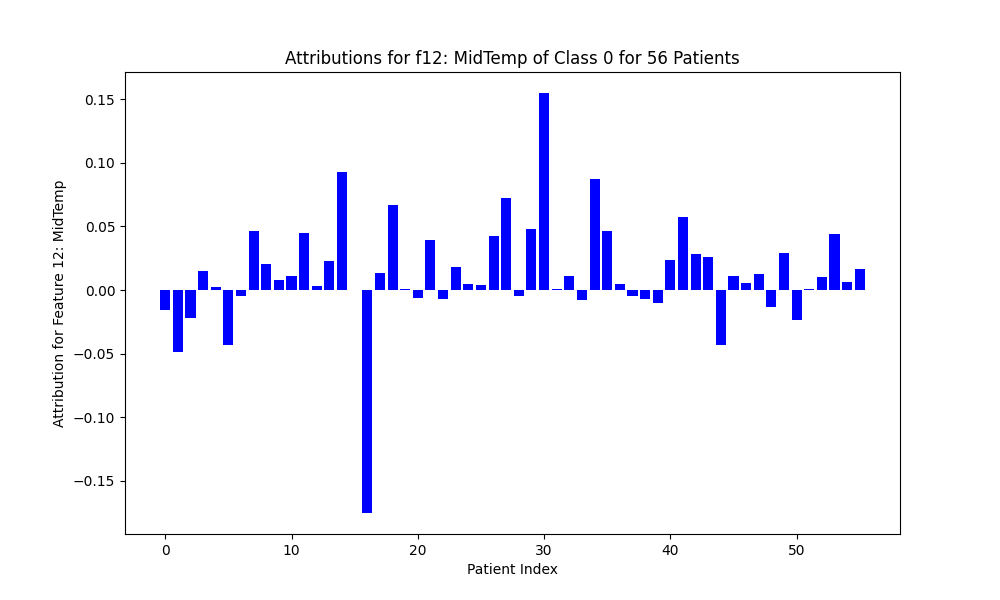 Attributions for f12: MidTemp of Class 0 for 56 Patients
Attribution for Feature 12: MidTemp
0.15
0.10
0.05
0.00
−0.05
−0.10
−0.15
0 10 20 30 40 50
Patient Index